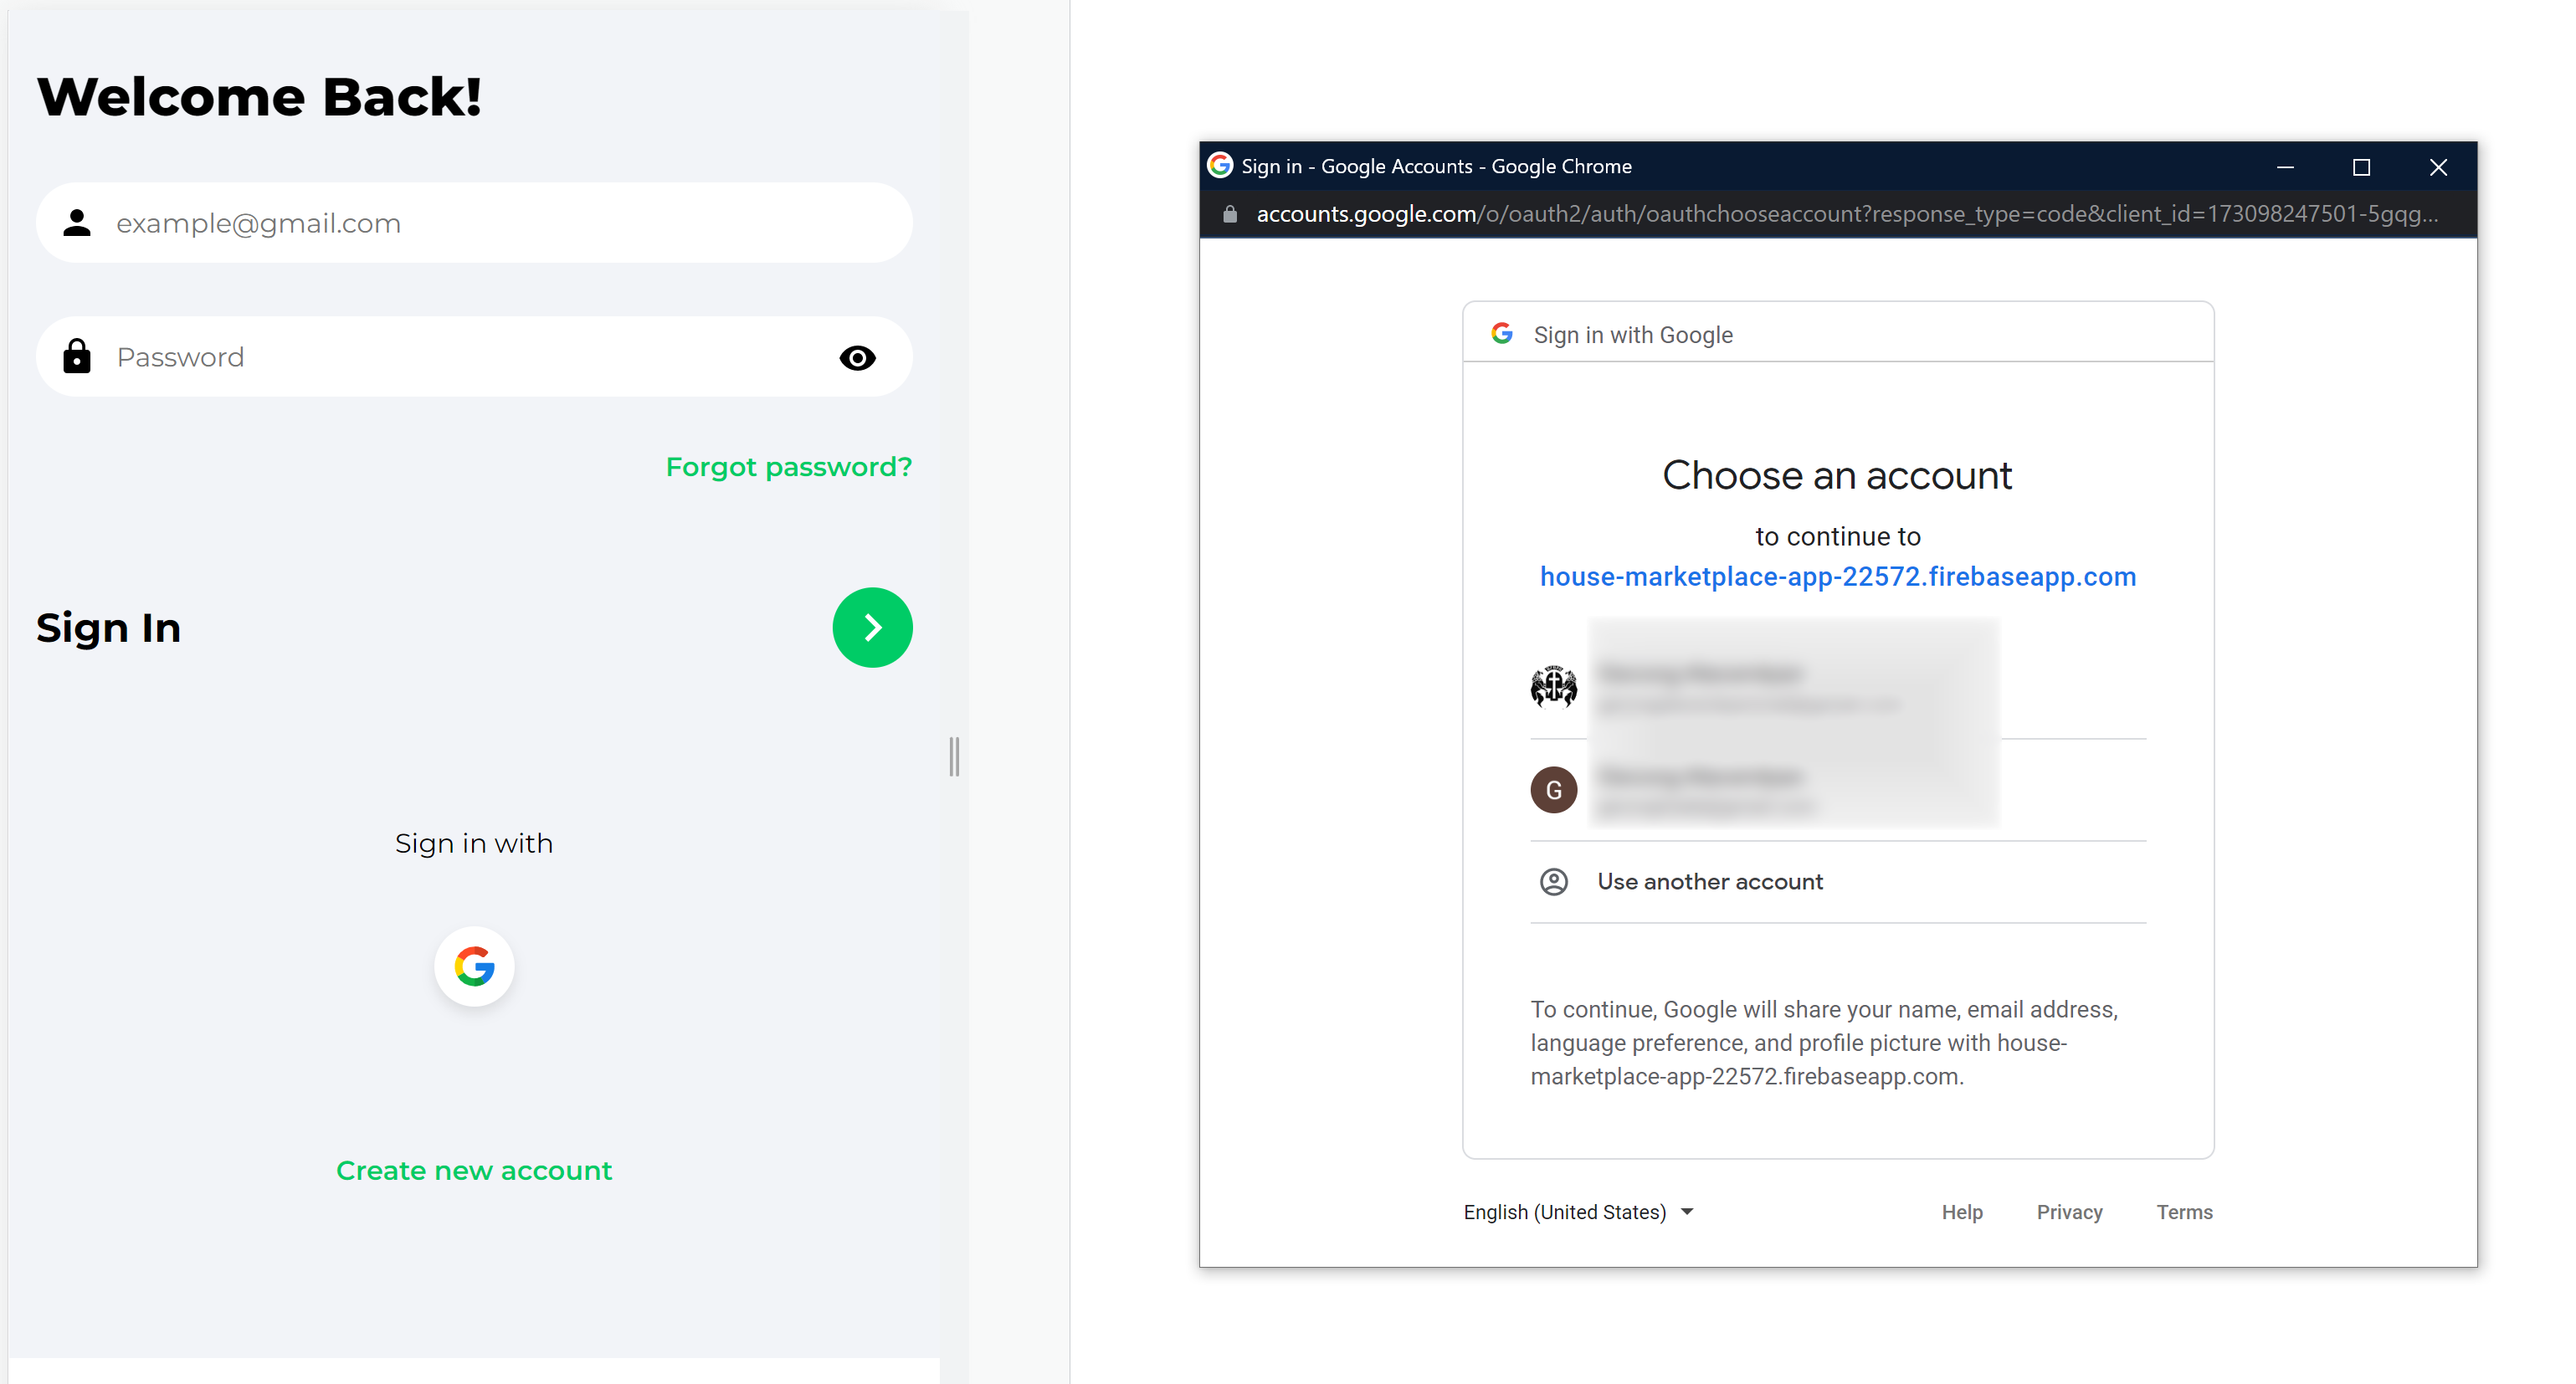 Welcome Back!
example@gmail.com
Password
Forgot password?
Sign In
Sign in with
Create new account
Sign in - Google Accounts - Google Chrome
accounts.google.com/o/oauth2/auth/oauthchooseaccount?response_type=code&client_id=173098247501-5gqg...
Sign in with Google
Choose an account
to continue to
house-marketplace-app-22572.firebaseapp.com
G
Use another account
To continue, Google will share your name, email address,
language preference, and profile picture with house-
marketplace-app-22572.firebaseapp.com.
English (United States)
Help Privacy Terms